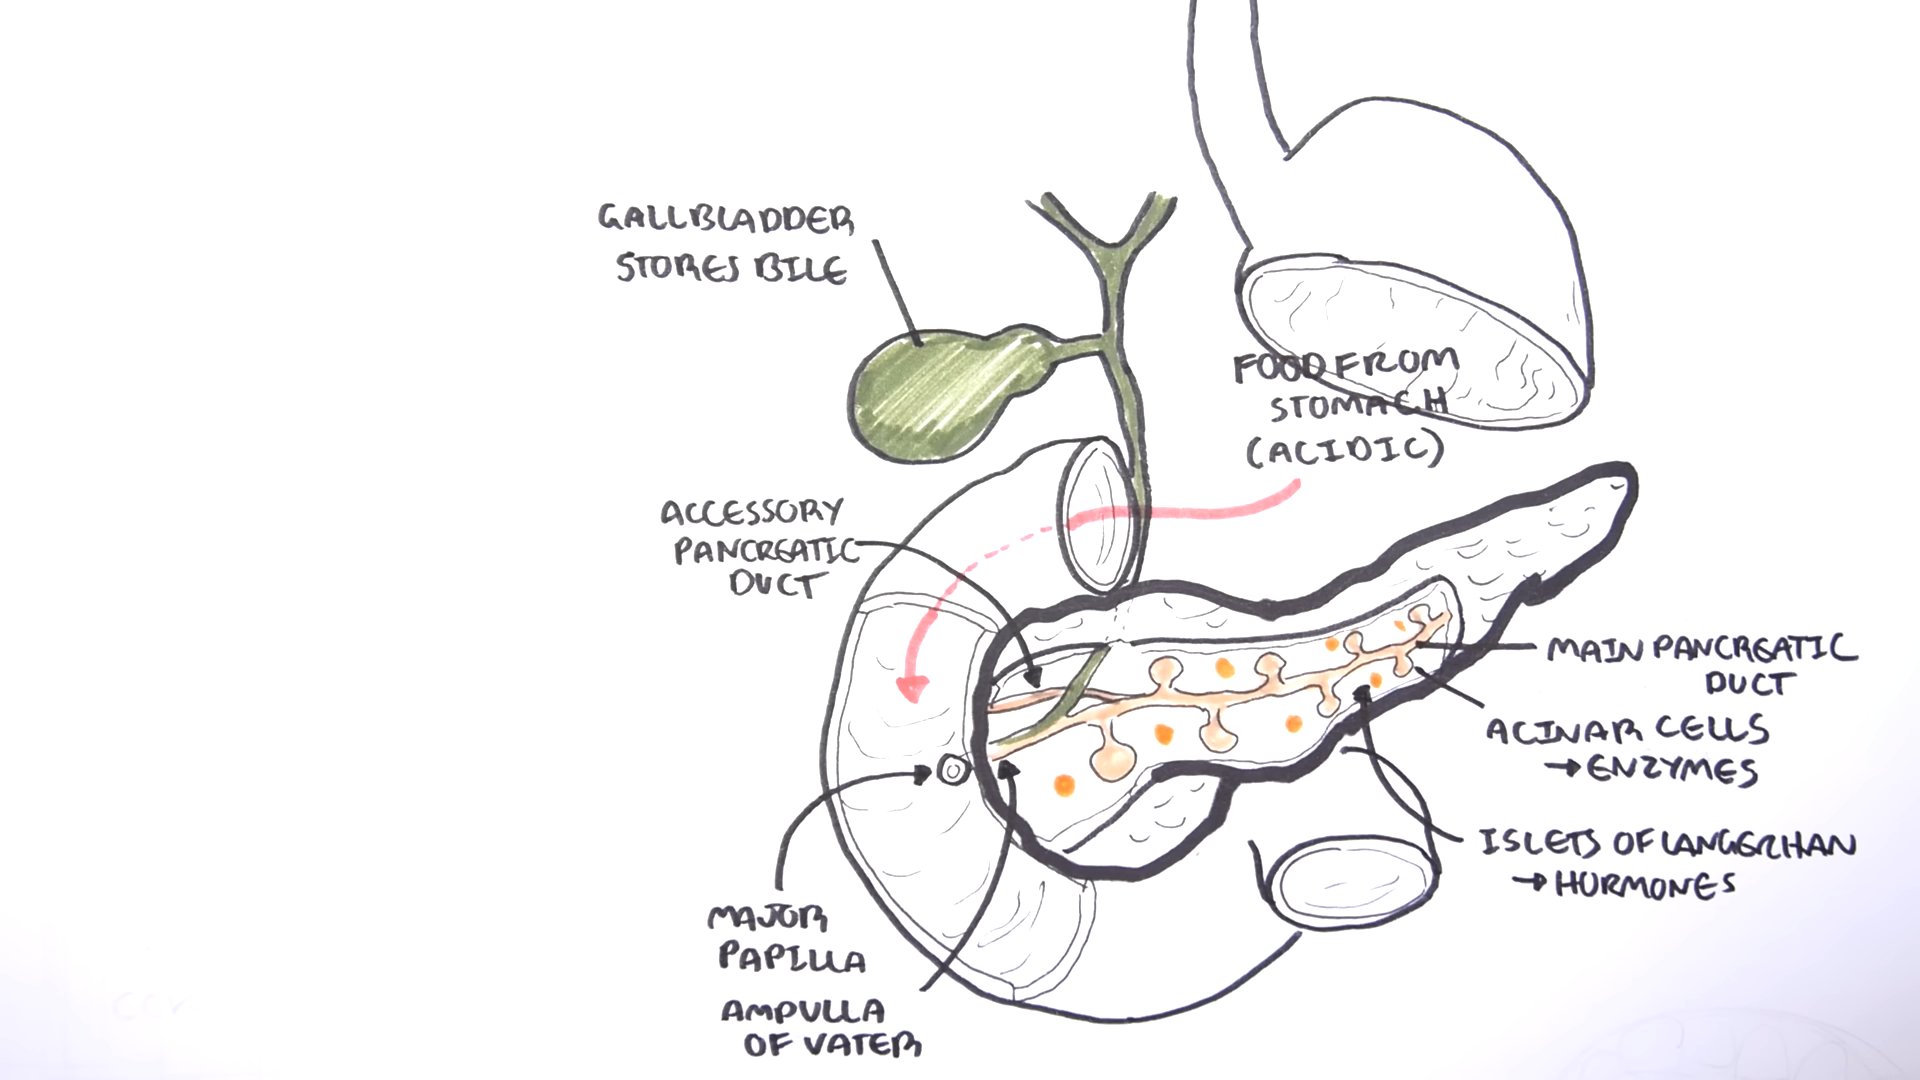 GALLBLADDER
STORES BILE
FOOD FROM
STOMACH
(ACIDIC)
ACCESSORY
PANCREATIC
DUCT
MAIN PANCREATIC
DUCT
ACINAR CELLS
→ ENZYMES
ISLETS OF LANGERHAN
→ HORMONES
MAJOR
PAPILLA
AMPULLA
OF VATER